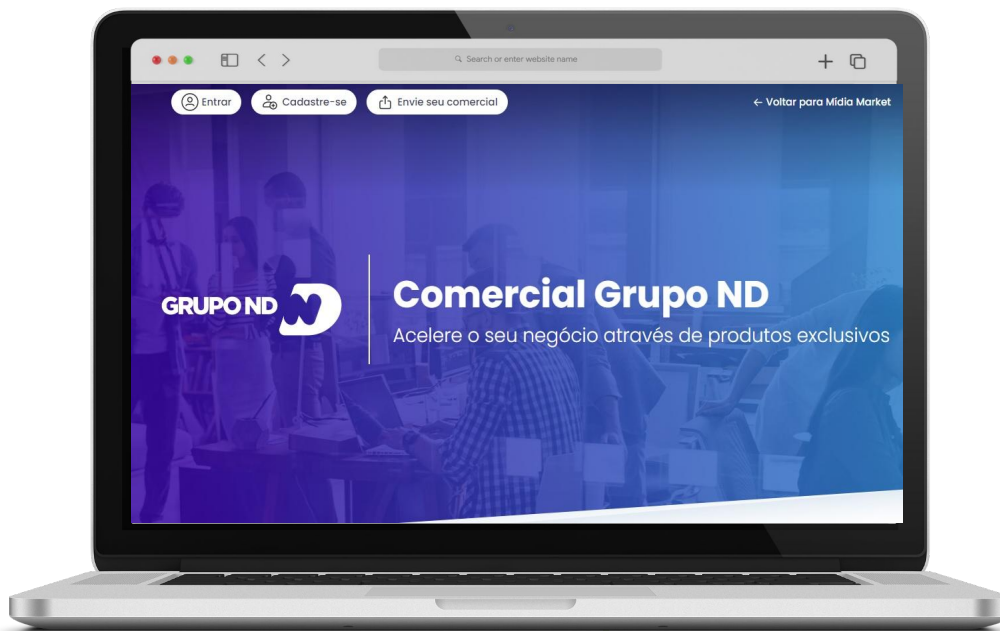 Search or enter website name
Entrar
Cadastre-se
Envie seu comercial
← Voltar para Mídia Market
GRUPO ND
Comercial Grupo ND
Acelere o seu negócio através de produtos exclusivos